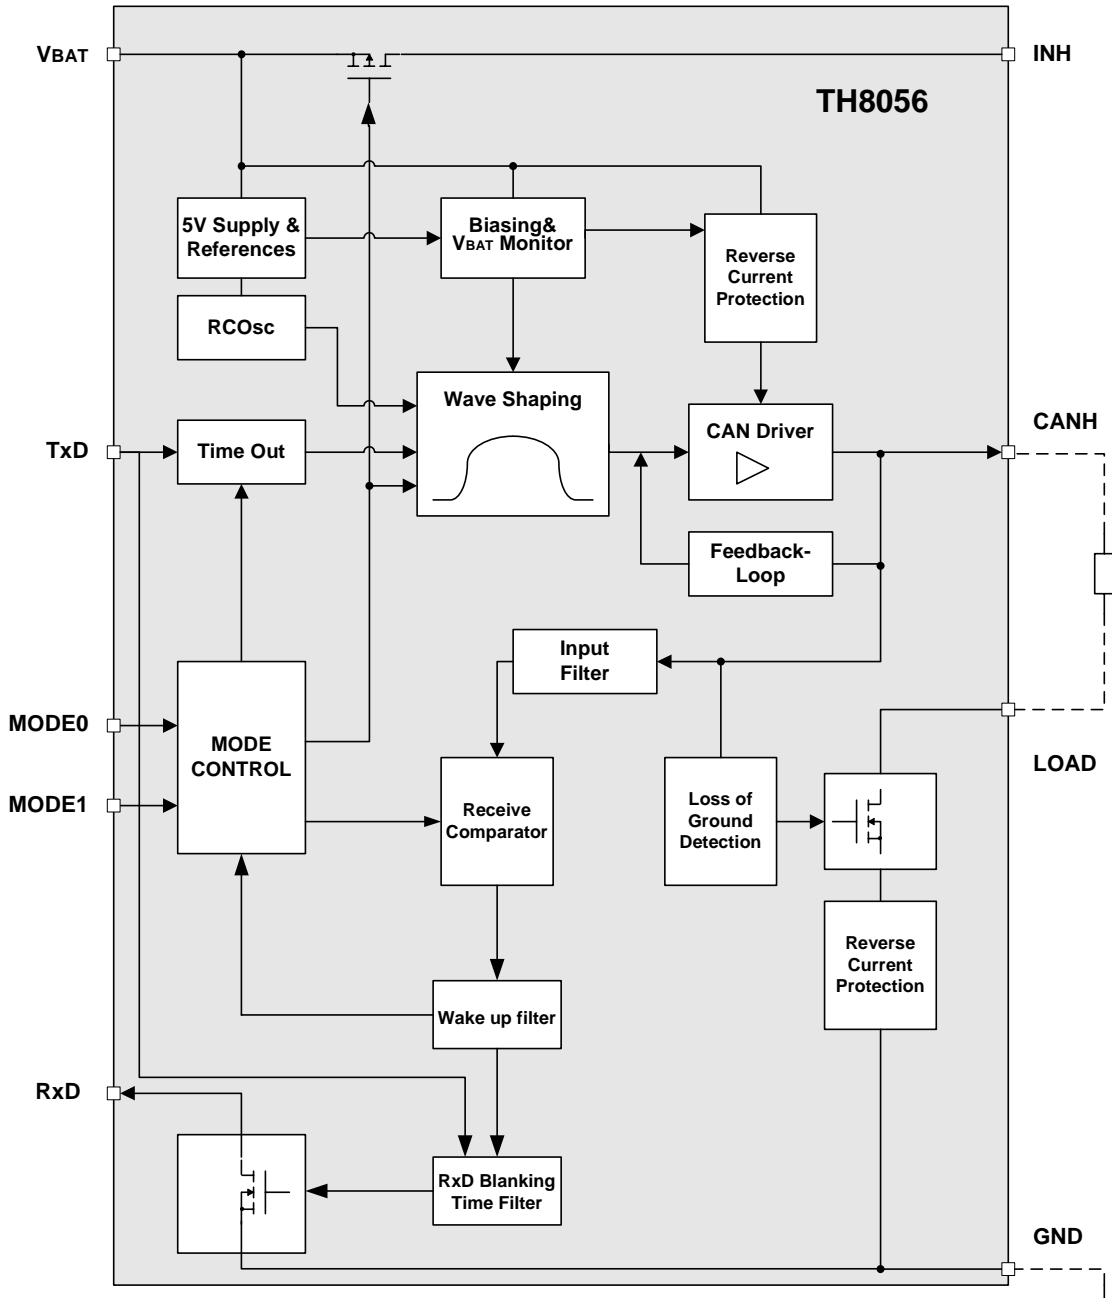 VBAT
INH
TH8056
5V Supply &
References
Biasing&
VBAT Monitor
Reverse
Current
Protection
RCOsc
Wave Shaping
CAN Driver
CANH
TxD
Time Out
Feedback-
Loop
Input
Filter
MODE0
MODE
CONTROL
MODE1
LOAD
Receive
Comparator
Loss of
Ground
Detection
Reverse
Current
Protection
Wake up filter
RxD
RxD Blanking
Time Filter
GND